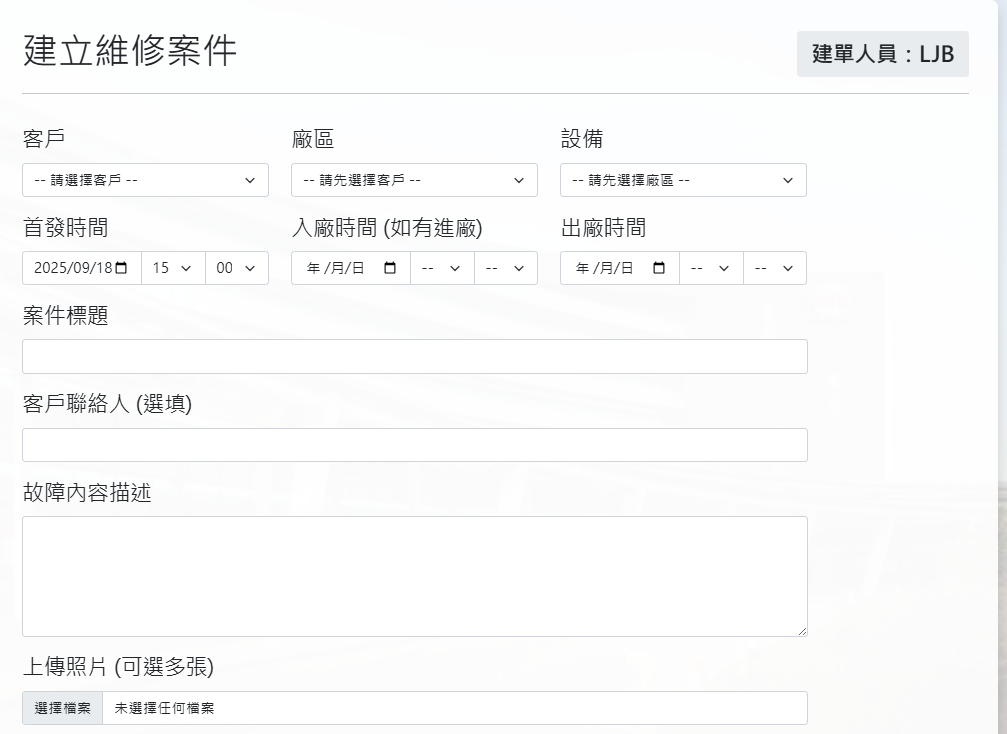 建立維修案件
建單人員：LJB
客戶 廠區 設備
-- 請選擇客戶 -- -- 請先選擇客戶 -- -- 請先選擇廠區 --
首發時間 入廠時間 (如有進廠) 出廠時間
2025/09/18 15 00 年 /月/日 -- -- 年 /月/日 -- --
案件標題
客戶聯絡人 (選填)
故障內容描述
上傳照片 (可選多張)
選擇檔案 未選擇任何檔案